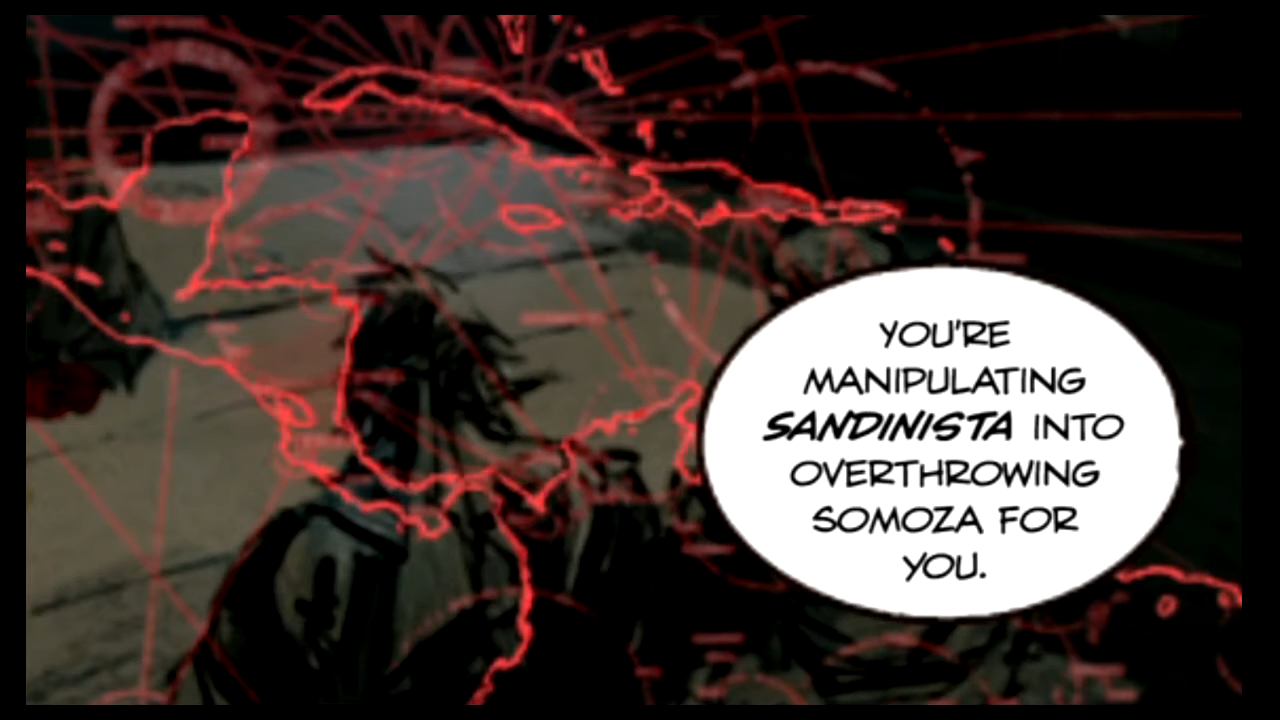 YOU'RE
MANIPULATING
SANDINISTA INTO
OVERTHROWING
SOMOZA FOR
YOU.